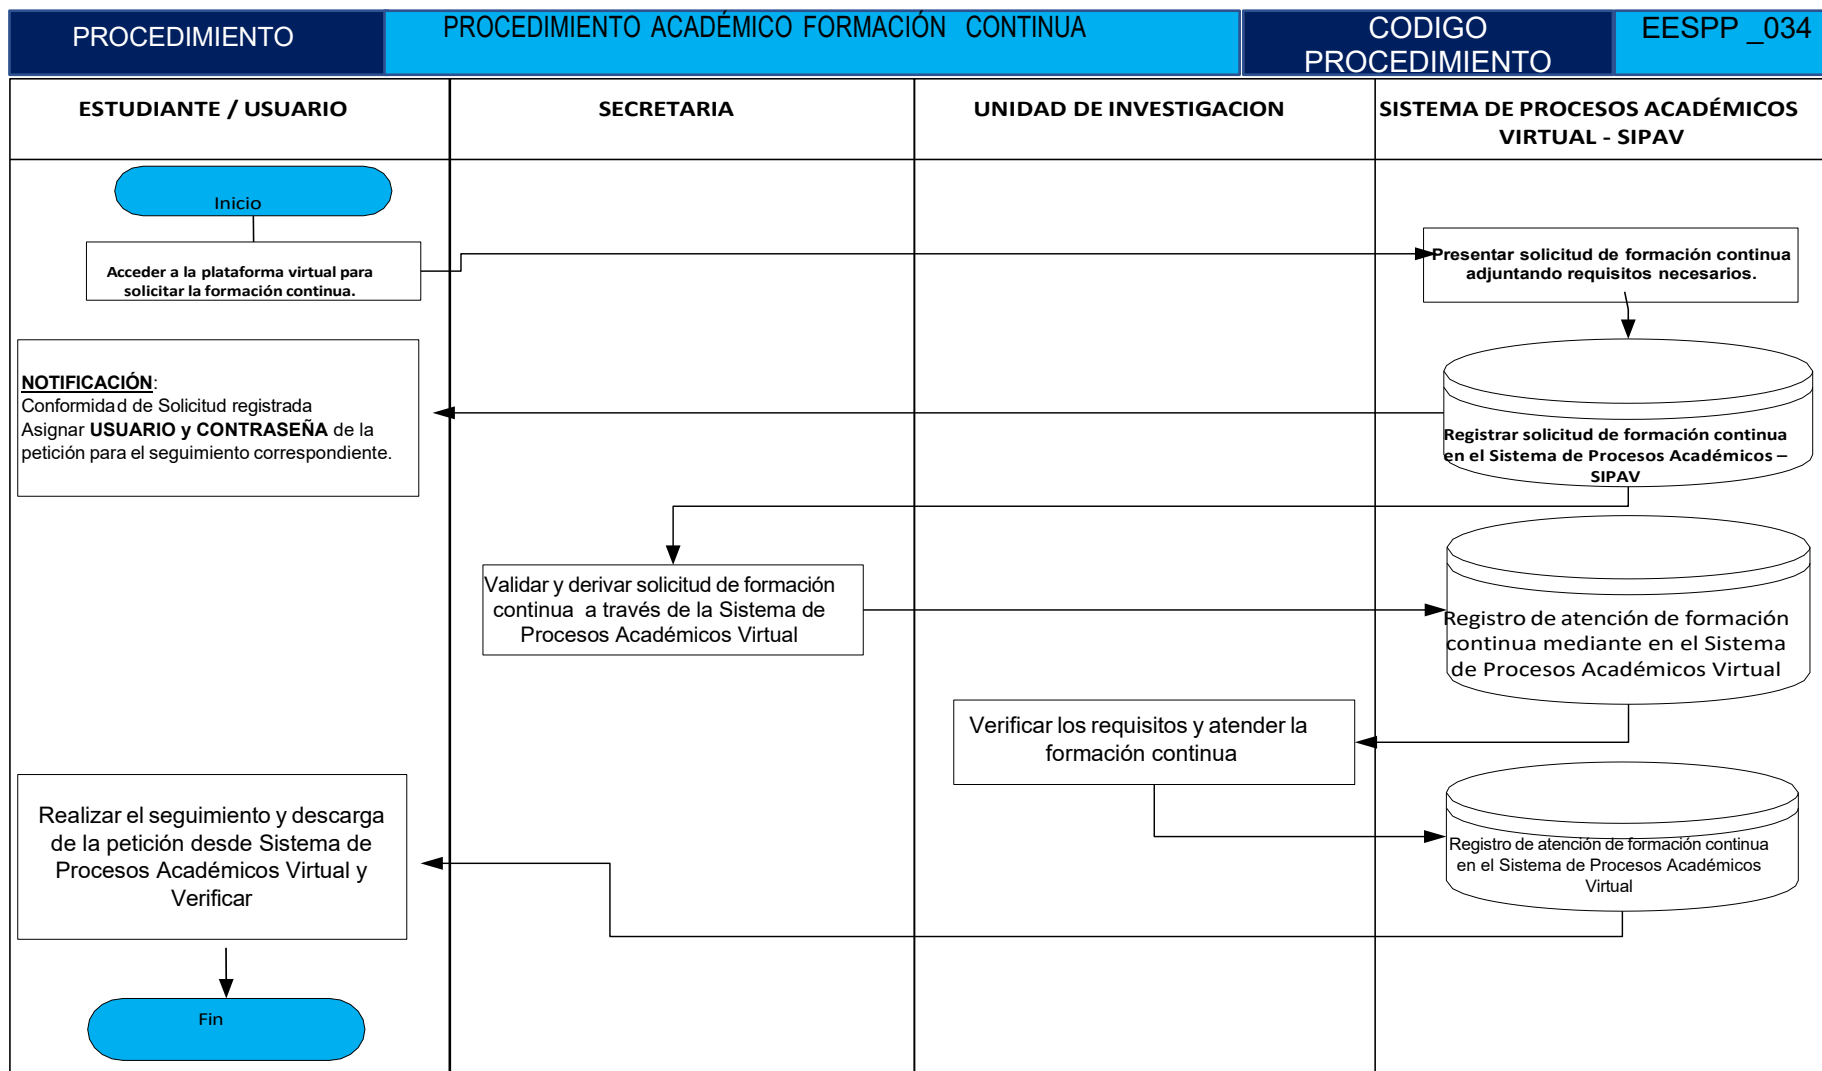 PROCEDIMIENTO
PROCEDIMIENTO ACADÉMICO FORMACIÓN CONTINUA
CODIGO
PROCEDIMIENTO
EESPP _034
ESTUDIANTE / USUARIO
SECRETARIA
UNIDAD DE INVESTIGACION
SISTEMA DE PROCESOS ACADÉMICOS
VIRTUAL - SIPAV
Inicio
Acceder a la plataforma virtual para
solicitar la formación continua.
Presentar solicitud de formación continua
adjuntando requisitos necesarios.
NOTIFICACIÓN:
Conformidad de Solicitud registrada
Asignar USUARIO y CONTRASEÑA de la
petición para el seguimiento correspondiente.
Registrar solicitud de formación continua
en el Sistema de Procesos Académicos –
SIPAV
Validar y derivar solicitud de formación
continua a través de la Sistema de
Procesos Académicos Virtual
Registro de atención de formación
continua mediante en el Sistema
de Procesos Académicos Virtual
Verificar los requisitos y atender la
formación continua
Realizar el seguimiento y descarga
de la petición desde Sistema de
Procesos Académicos Virtual y
Verificar
Registro de atención de formación continua
en el Sistema de Procesos Académicos
Virtual
Fin